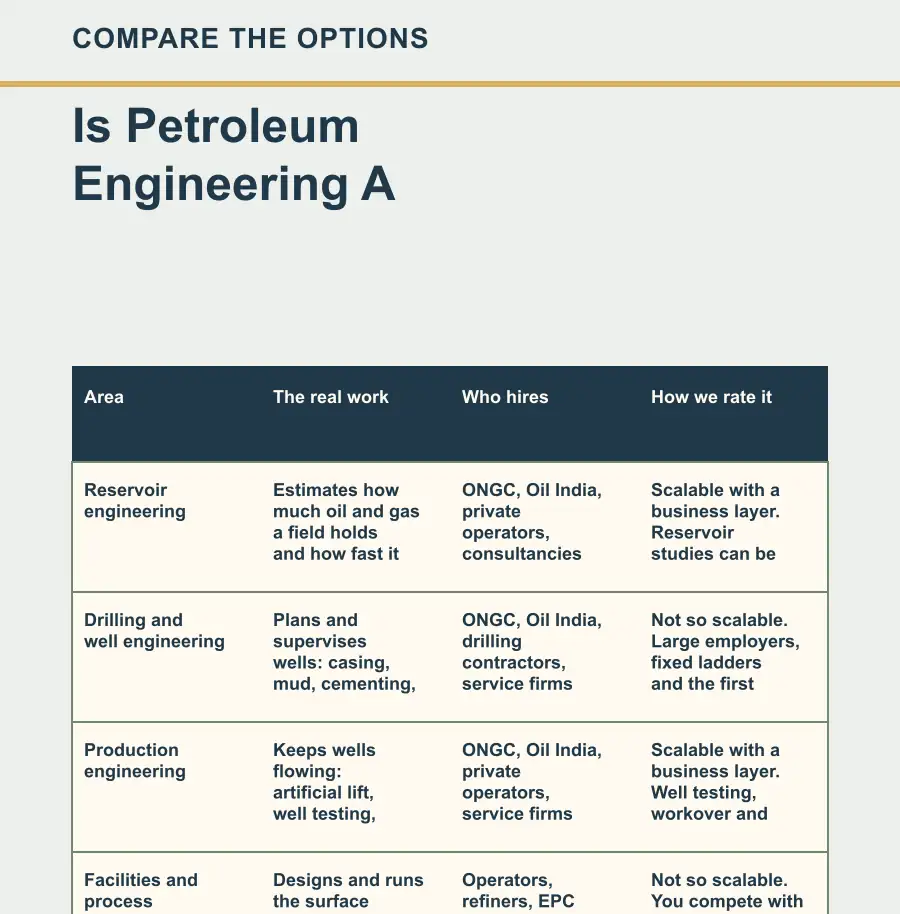 COMPARE THE OPTIONS
Is Petroleum
Engineering A
Area
The real work
Who hires
How we rate it
Reservoir
engineering
Estimates how
much oil and gas
a field holds
and how fast it
ONGC, Oil India,
private
operators,
consultancies
Scalable with a
business layer.
Reservoir
studies can be
Drilling and
well engineering
Plans and
supervises
wells: casing,
mud, cementing,
ONGC, Oil India,
drilling
contractors,
service firms
Not so scalable.
Large employers,
fixed ladders
and the first
Production
engineering
Keeps wells
flowing:
artificial lift,
well testing,
ONGC, Oil India,
private
operators,
service firms
Scalable with a
business layer.
Well testing,
workover and
Facilities and
process
Designs and runs
the surface
Operators,
refiners, EPC
Not so scalable.
You compete with